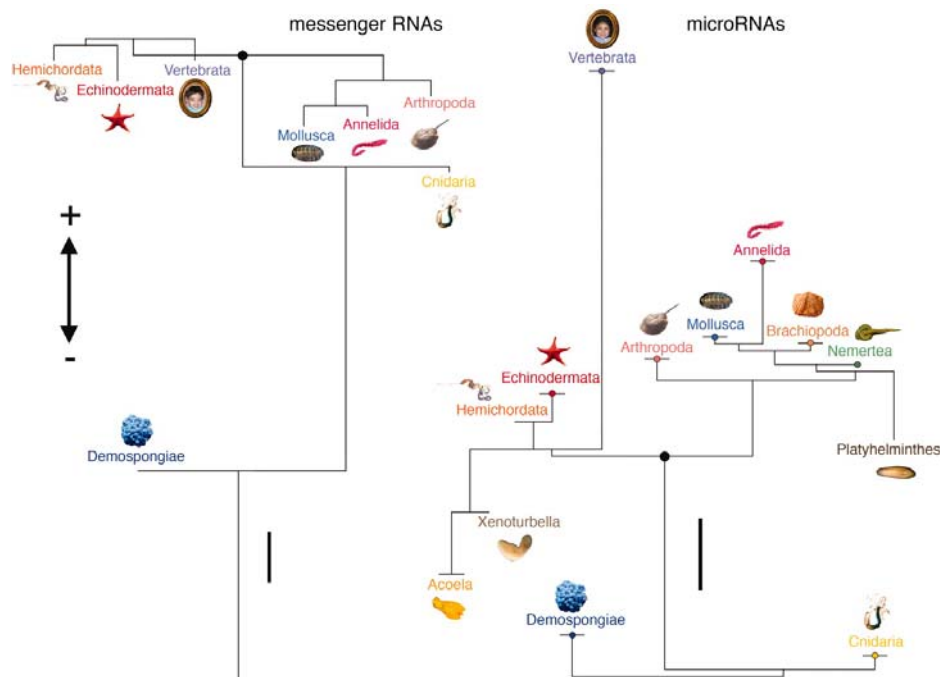 messenger RNAs
microRNAs
Hemichordata
Echinodermata
Vertebrata
Mollusca
Annelida
Arthropoda
Cnidaria
+
-
Demospongiae
Vertebrata
Annelida
Mollusca
Brachiopoda
Arthropoda
Nemertea
Echinodermata
Hemichordata
Platyhelminthes
Xenoturbella
Acoela
Demospongiae
Cnidaria